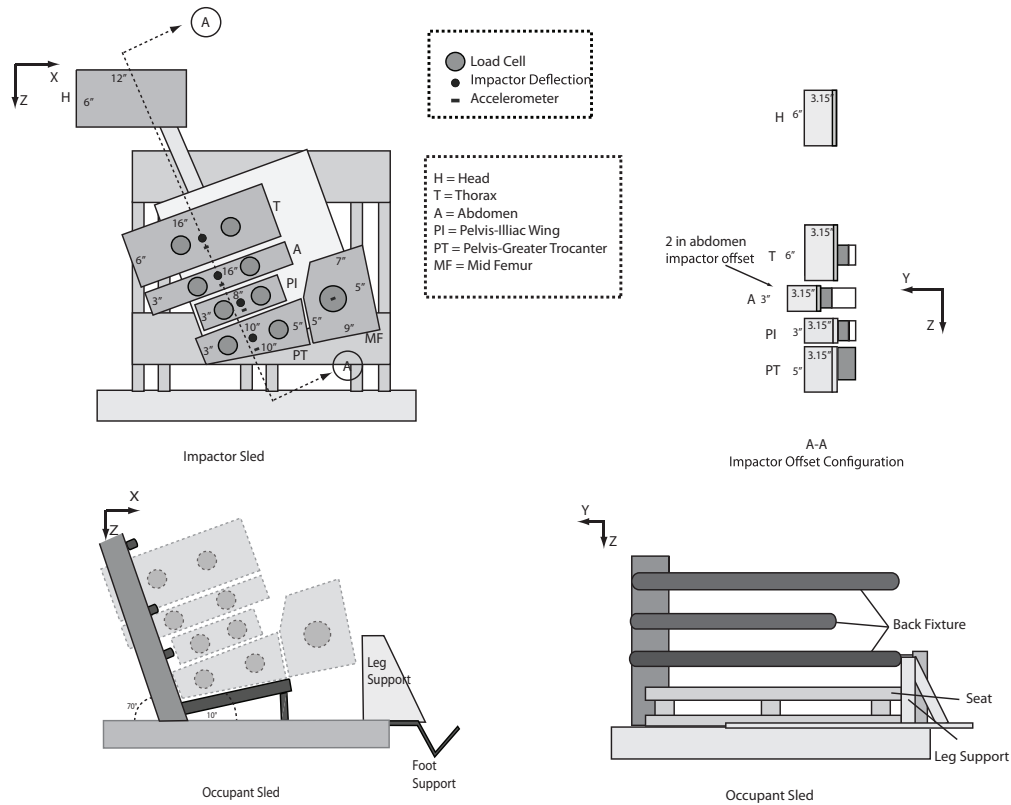 A
X
Z
H
12”
6”
T
16”
6”
A
16”
3”
PI
8”
3”
7”
5”
5”
9”
MF
10”
5”
3”
10”
PT
A
Impactor Sled
Load Cell
Impactor Deflection
Accelerometer
H = Head
T = Thorax
A = Abdomen
PI = Pelvis-Illiac Wing
PT = Pelvis-Greater Trocanter
MF = Mid Femur
3.15”
H 6”
2 in abdomen
impactor offset
3.15”
T 6”
3.15”
A 3”
3.15”
PI 3”
3.15”
PT 5”
Y
Z
A-A
Impactor Offset Configuration
X
Z
70°
10°
Leg
Support
Foot
Support
Occupant Sled
Y
Z
Back Fixture
Seat
Leg Support
Occupant Sled